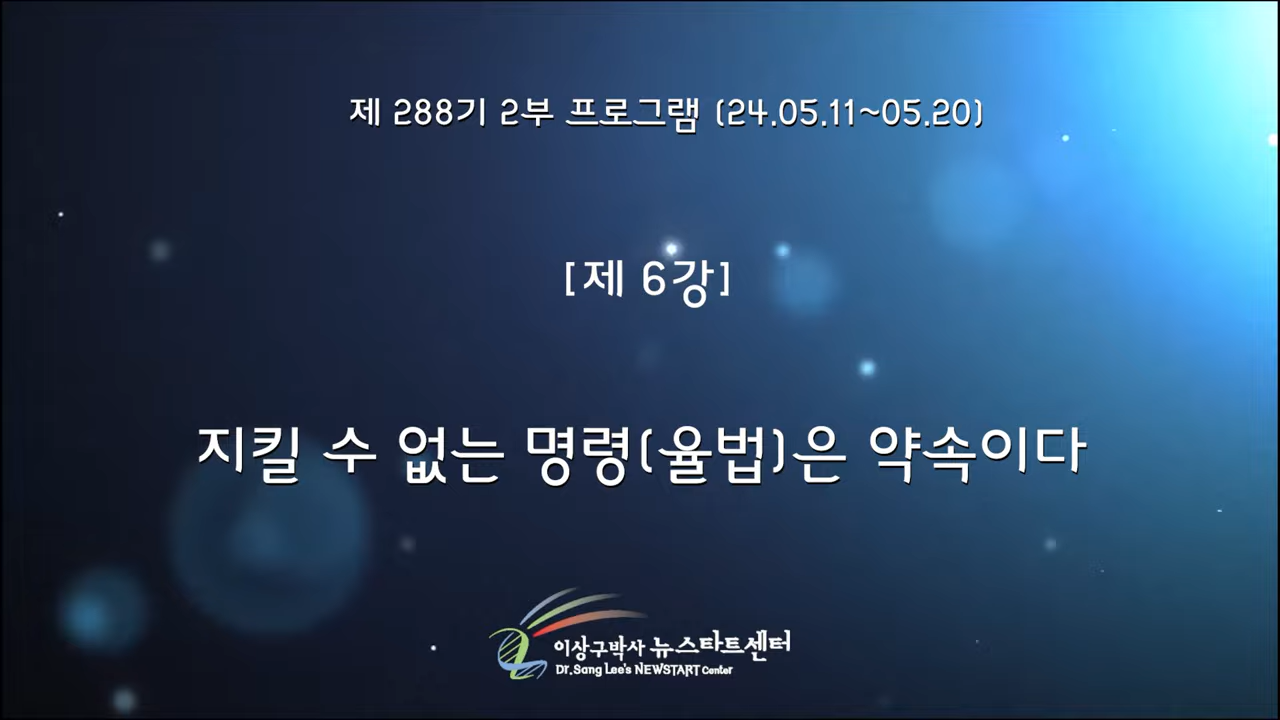 제 288기 2부 프로그램 (24.05.11~05.20)
[제 6강]
지킬 수 없는 명령(율법)은 약속이다
이상구박사 뉴스타트센터
Dr.Sang Lee's NEWSTART Center